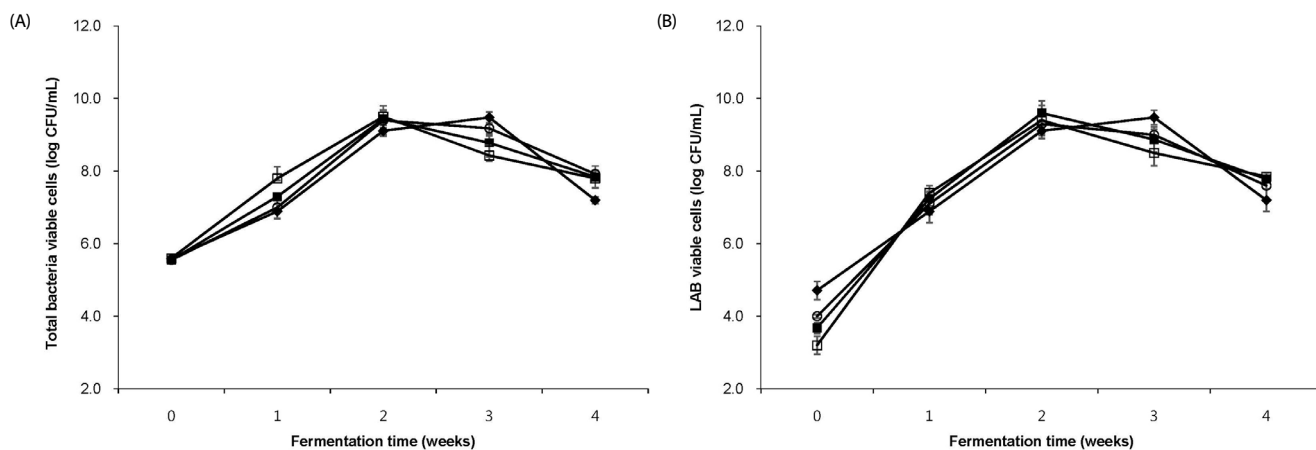 (A)
12.0
10.0
8.0
6.0
4.0
2.0
Total bacteria viable cells (log CFU/mL)
0 1 2 3 4
Fermentation time (weeks)
(B)
12.0
10.0
8.0
6.0
4.0
2.0
LAB viable cells (log CFU/mL)
0 1 2 3 4
Fermentation time (weeks)